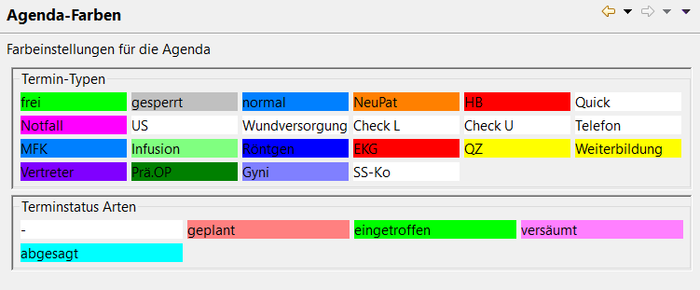 Agenda-Farben
Farbeinstellungen für die Agenda
Termin-Typen
frei gesperrt normal NeuPat HB Quick
Notfall US Wundversorgung Check L Check U Telefon
MFK Infusion Röntgen EKG QZ Weiterbildung
Vertreter Prä.OP Gyni SS-Ko
Terminstatus Arten
- geplant eingetroffen versäumt
abgesagt